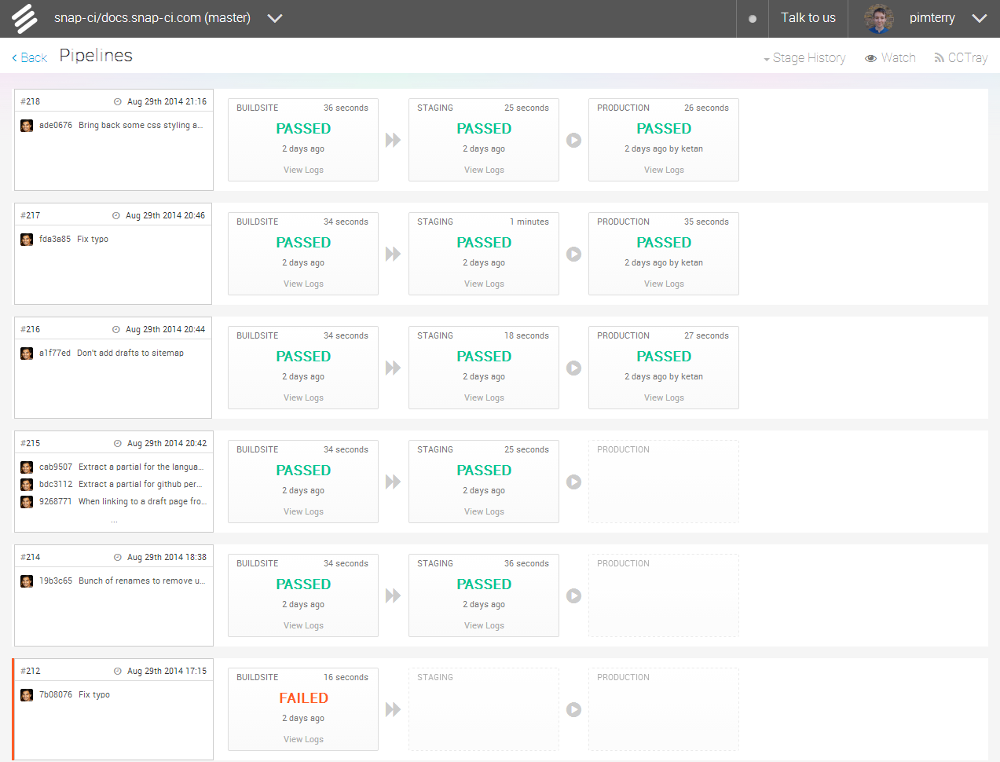 snap-ci/docs.snap-ci.com (master)
Talk to us
pimterry
Back
Pipelines
Stage History
Watch
CCTray
#218 Aug 29th 2014 21:16
ade0676 Bring back some css styling a...
BUILDSITE 36 seconds
PASSED
2 days ago
View Logs
STAGING 25 seconds
PASSED
2 days ago
View Logs
PRODUCTION 26 seconds
PASSED
2 days ago by ketan
View Logs
#217 Aug 29th 2014 20:46
fda3a85 Fix typo
BUILDSITE 34 seconds
PASSED
2 days ago
View Logs
STAGING 1 minutes
PASSED
2 days ago
View Logs
PRODUCTION 35 seconds
PASSED
2 days ago by ketan
View Logs
#216 Aug 29th 2014 20:44
a1f77ed Don't add drafts to sitemap
BUILDSITE 34 seconds
PASSED
2 days ago
View Logs
STAGING 18 seconds
PASSED
2 days ago
View Logs
PRODUCTION 27 seconds
PASSED
2 days ago by ketan
View Logs
#215 Aug 29th 2014 20:42
cab9507 Extract a partial for the langua...
bdc3112 Extract a partial for github per...
9268771 When linking to a draft page fro...
...
BUILDSITE 34 seconds
PASSED
2 days ago
View Logs
STAGING 25 seconds
PASSED
2 days ago
View Logs
PRODUCTION
#214 Aug 29th 2014 18:38
19b3c65 Bunch of renames to remove u...
BUILDSITE 34 seconds
PASSED
2 days ago
View Logs
STAGING 36 seconds
PASSED
2 days ago
View Logs
PRODUCTION
#212 Aug 29th 2014 17:15
7b08076 Fix typo
BUILDSITE 16 seconds
FAILED
2 days ago
View Logs
STAGING
PRODUCTION